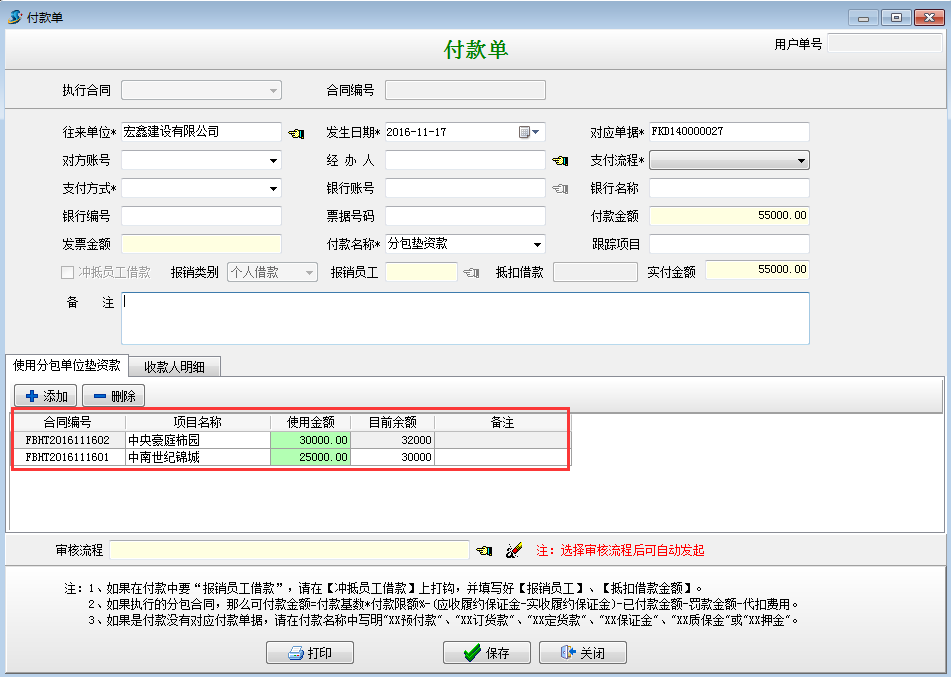 付款单
付款单
用户单号
执行合同 合同编号
往来单位* 宏鑫建设有限公司 发生日期* 2016-11-17 对应单据* FKD140000027
对方账号 经 办 人 支付流程*
支付方式* 银行账号 银行名称
银行编号 票据号码 付款金额 55000.00
发票金额 付款名称* 分包垫资款 跟踪项目
冲抵员工借款 报销类别 个人借款 报销员工 抵扣借款 实付金额 55000.00
备 注
使用分包单位垫资款 收款人明细
添加 删除
合同编号 项目名称 使用金额 目前余额 备注
FBHT2016111602 中央豪庭柿园 30000.00 32000
FBHT2016111601 中南世纪锦城 25000.00 30000
审核流程 注：选择审核流程后可自动发起
注：1、如果在付款中要“报销员工借款”，请在【冲抵员工借款】上打钩，并填写好【报销员工】、【抵扣借款金额】。
2、如果执行的分包合同，那么可付款金额=付款基数*付款限额%-(应收履约保证金-实收履约保证金)-已付款金额-罚款金额-代扣费用。
3、如果是付款没有对应付款单据，请在付款名称中写明"XX预付款"、"XX订货款"、"XX定货款"、"XX保证金"、"XX质保金"或"XX押金"。
打印 保存 关闭